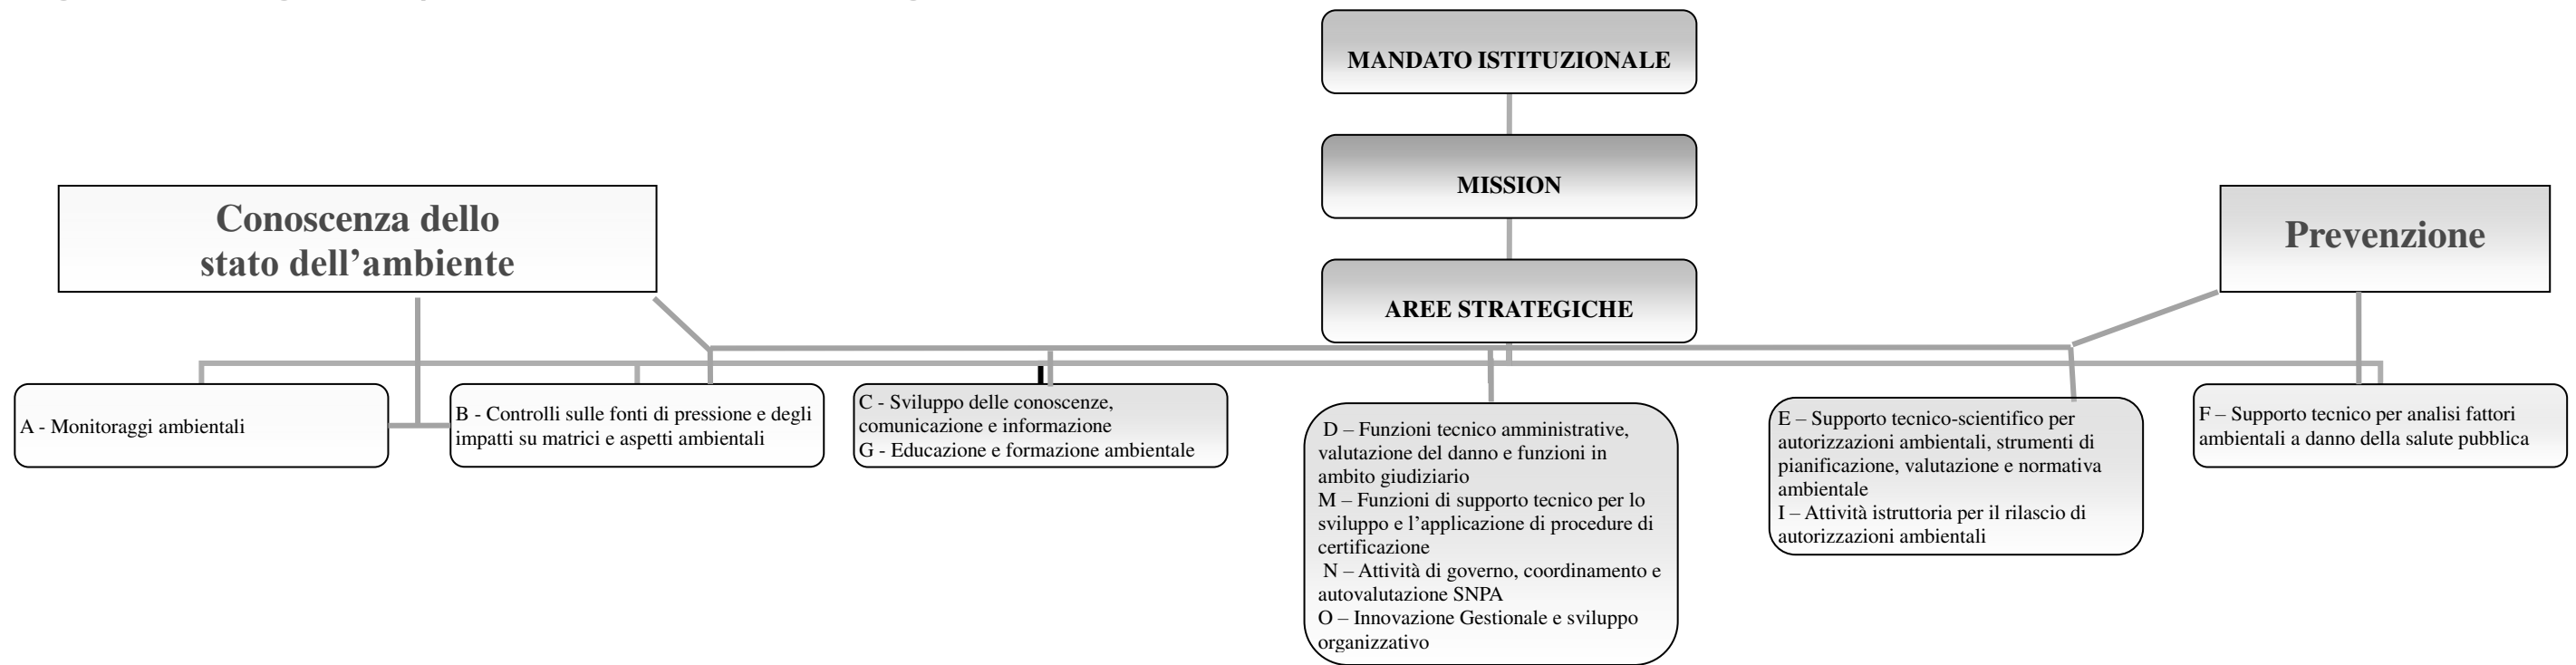 MANDATO ISTITUZIONALE
MISSION
Conoscenza dello
stato dell’ambiente
Prevenzione
AREE STRATEGICHE
A - Monitoraggi ambientali
B - Controlli sulle fonti di pressione e degli
impatti su matrici e aspetti ambientali
C - Sviluppo delle conoscenze,
comunicazione e informazione
G - Educazione e formazione ambientale
D – Funzioni tecnico amministrative,
valutazione del danno e funzioni in
ambito giudiziario
M – Funzioni di supporto tecnico per lo
sviluppo e l’applicazione di procedure di
certificazione
N – Attività di governo, coordinamento e
autovalutazione SNPA
O – Innovazione Gestionale e sviluppo
organizzativo
E – Supporto tecnico-scientifico per
autorizzazioni ambientali, strumenti di
pianificazione, valutazione e normativa
ambientale
I – Attività istruttoria per il rilascio di
autorizzazioni ambientali
F – Supporto tecnico per analisi fattori
ambientali a danno della salute pubblica